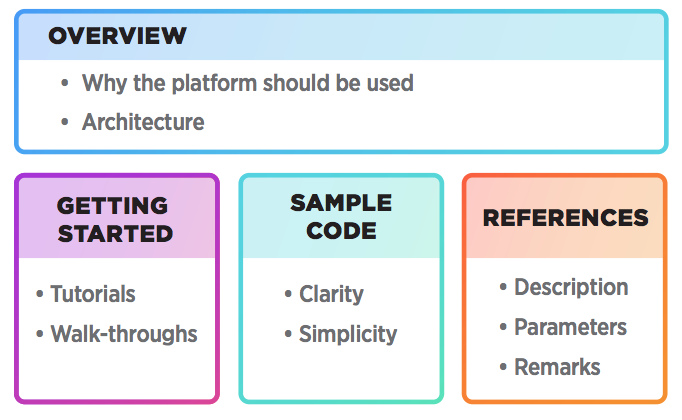 OVERVIEW
• Why the platform should be used
• Architecture
GETTING
STARTED
• Tutorials
• Walk-throughs
SAMPLE
CODE
• Clarity
• Simplicity
REFERENCES
• Description
• Parameters
• Remarks